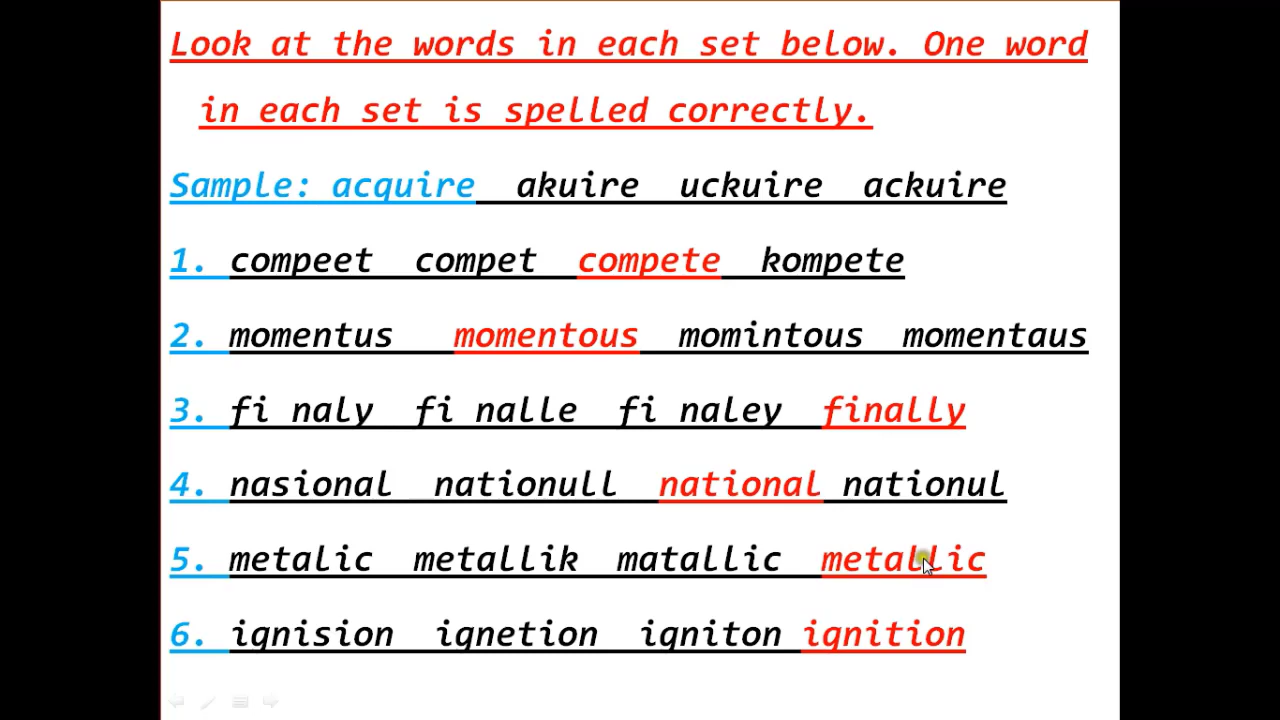 Look at the words in each set below. One word
in each set is spelled correctly.
Sample: acquire akuire uckuire ackuire
1. compeet compet compete kompete
2. momentus momentous momintous momentaus
3. fi naly fi nalle fi naley finally
4. nasional nationull national nationul
5. metalic metallik matallic metallic
6. ignision ignetion igniton ignition